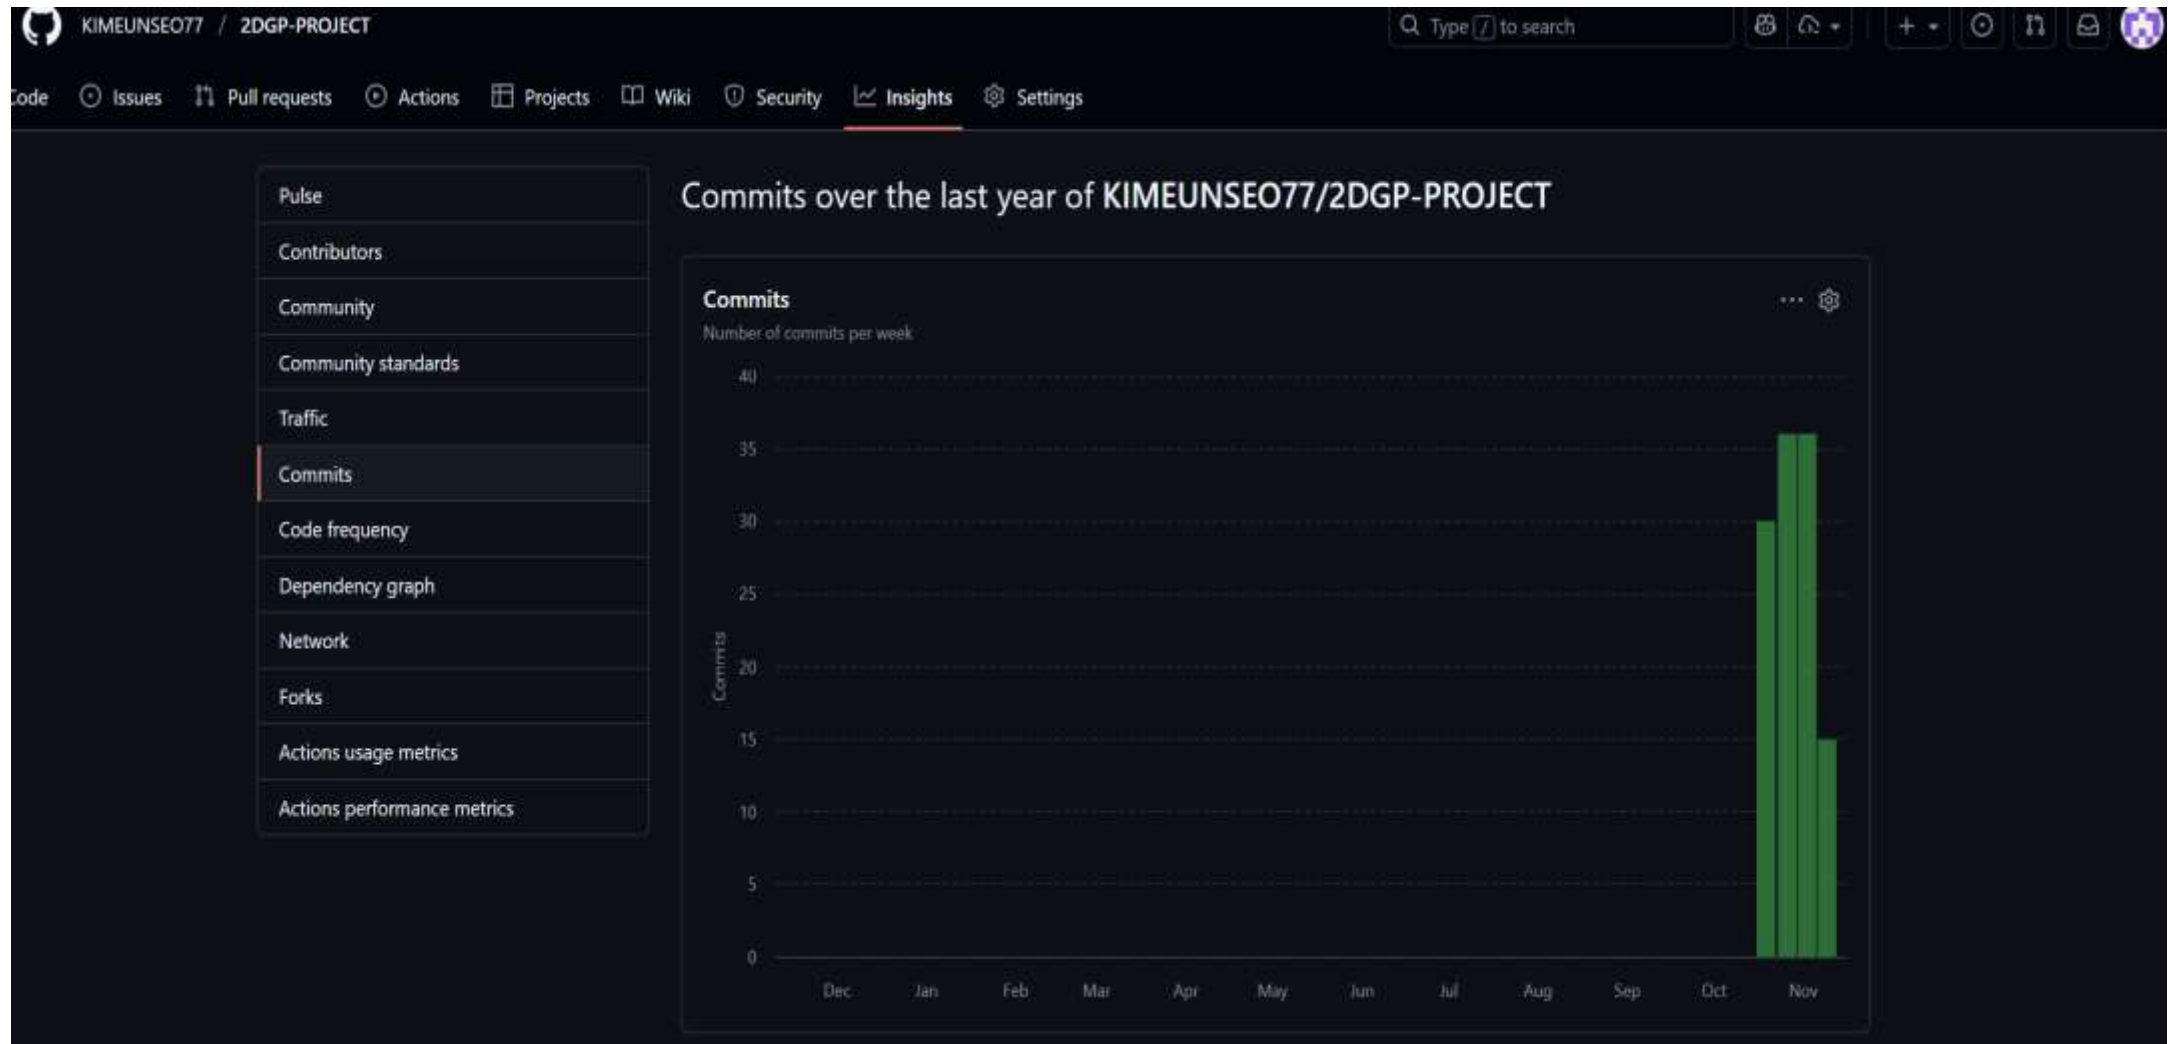 KIMEUNSEO77 / 2DGP-PROJECT
Type / to search
Code Issues Pull requests Actions Projects Wiki Security Insights Settings
Pulse
Contributors
Community
Community standards
Traffic
Commits
Code frequency
Dependency graph
Network
Forks
Actions usage metrics
Actions performance metrics
Commits over the last year of KIMEUNSEO77/2DGP-PROJECT
Commits
Number of commits per week
40
35
30
25
20
15
10
5
0
Commits
Dec Jan Feb Mar Apr May Jun Jul Aug Sep Oct Nov